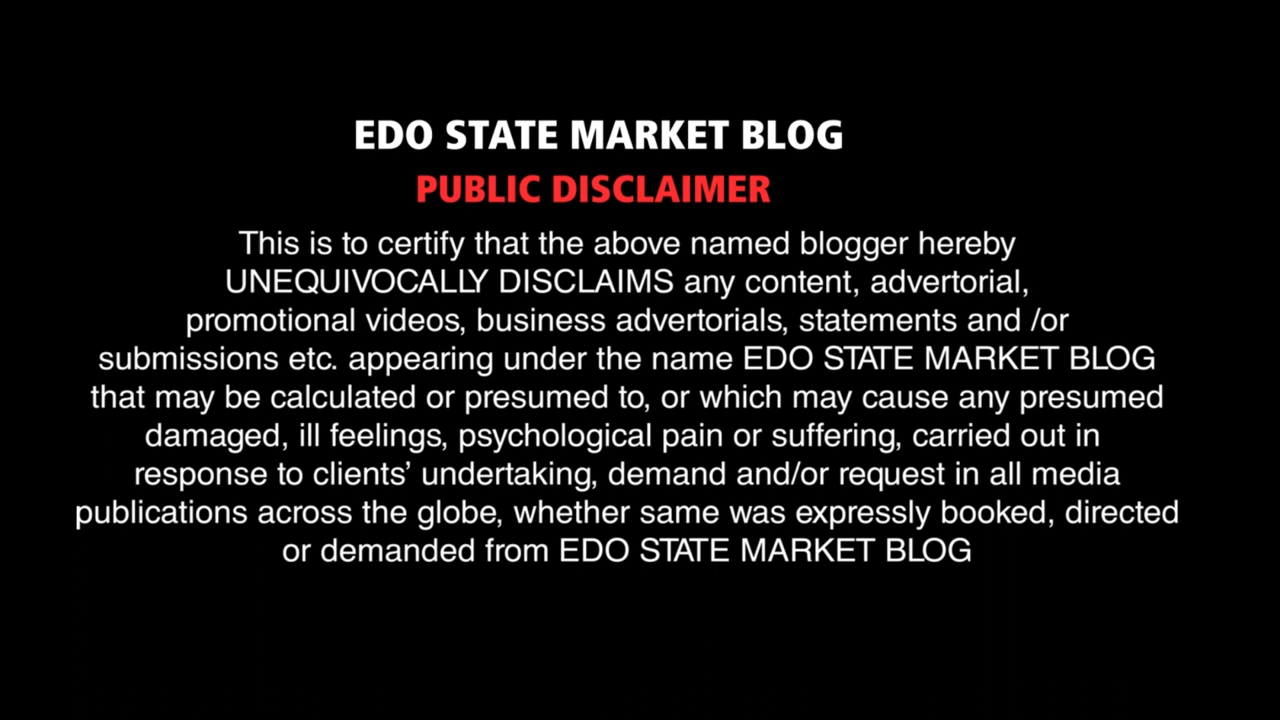 EDO STATE MARKET BLOG
PUBLIC DISCLAIMER
This is to certify that the above named blogger hereby
UNEQUIVOCALLY DISCLAIMS any content, advertorial,
promotional videos, business advertorials, statements and /or
submissions etc. appearing under the name EDO STATE MARKET BLOG
that may be calculated or presumed to, or which may cause any presumed
damaged, ill feelings, psychological pain or suffering, carried out in
response to clients’ undertaking, demand and/or request in all media
publications across the globe, whether same was expressly booked, directed
or demanded from EDO STATE MARKET BLOG